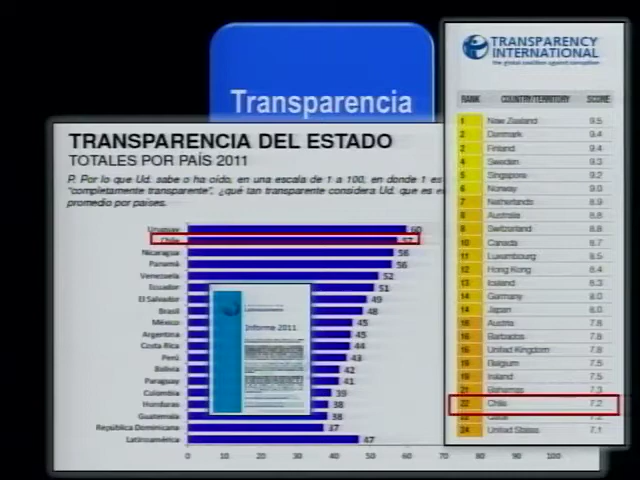 Transparencia
TRANSPARENCIA DEL ESTADO
TOTALES POR PAÍS 2011
P. Por lo que Ud. sabe o ha oído, en una escala de 1 a 100, en donde 1 es
"completamente transparente", ¿qué tan transparente considera Ud. que es e
promedio por países.
Uruguay 60
Chile 57
Nicaragua 56
Panamá 56
Venezuela 52
Ecuador 51
El Salvador 49
Brasil 48
México 45
Argentina 45
Costa Rica 44
Perú 43
Bolivia 42
Paraguay 41
Colombia 39
Honduras 38
Guatemala 38
República Dominicana 37
Latinoamérica 47
0 10 20 30 40 50 60 70 80 90 100
Informe 2011
TRANSPARENCY
INTERNATIONAL
the global coalition against corruption
RANK COUNTRY/TERRITORY SCORE
1 New Zealand 9.5
2 Denmark 9.4
2 Finland 9.4
4 Sweden 9.3
5 Singapore 9.2
6 Norway 9.0
7 Netherlands 8.9
8 Australia 8.8
8 Switzerland 8.8
10 Canada 8.7
11 Luxembourg 8.5
12 Hong Kong 8.4
13 Iceland 8.3
14 Germany 8.0
14 Japan 8.0
16 Austria 7.8
16 Barbados 7.8
16 United Kingdom 7.8
19 Belgium 7.5
19 Ireland 7.5
21 Bahamas 7.3
22 Chile 7.2
22 Qatar 7.2
24 United States 7.1